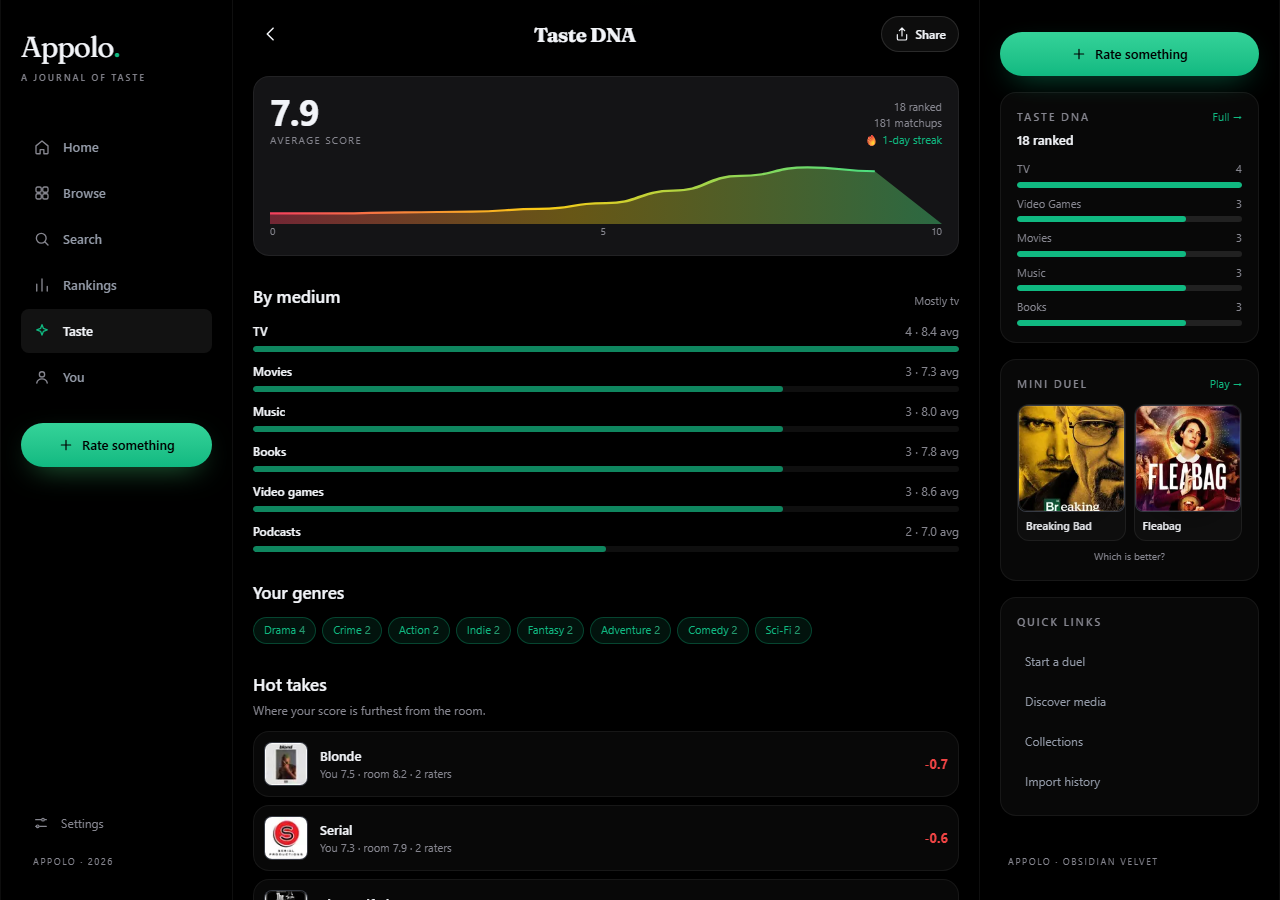 Appolo.
A JOURNAL OF TASTE
Home
Browse
Search
Rankings
Taste
You
+ Rate something
Settings
APPOLO · 2026
Taste DNA
Share
7.9
AVERAGE SCORE
18 ranked
181 matchups
🔥 1-day streak
0 5 10
By medium
Mostly tv
TV 4 · 8.4 avg
Movies 3 · 7.3 avg
Music 3 · 8.0 avg
Books 3 · 7.8 avg
Video games 3 · 8.6 avg
Podcasts 2 · 7.0 avg
Your genres
Drama 4 Crime 2 Action 2 Indie 2 Fantasy 2 Adventure 2 Comedy 2 Sci-Fi 2
Hot takes
Where your score is furthest from the room.
blond
Blonde
You 7.5 · room 8.2 · 2 raters
-0.7
S
SERIAL
PRODUCTIONS
Serial
You 7.3 · room 7.9 · 2 raters
-0.6
+ Rate something
TASTE DNA
Full →
18 ranked
TV 4
Video Games 3
Movies 3
Music 3
Books 3
MINI DUEL
Play →
Breaking
FLEABAG
Breaking Bad
Fleabag
Which is better?
QUICK LINKS
Start a duel
Discover media
Collections
Import history
APPOLO · OBSIDIAN VELVET